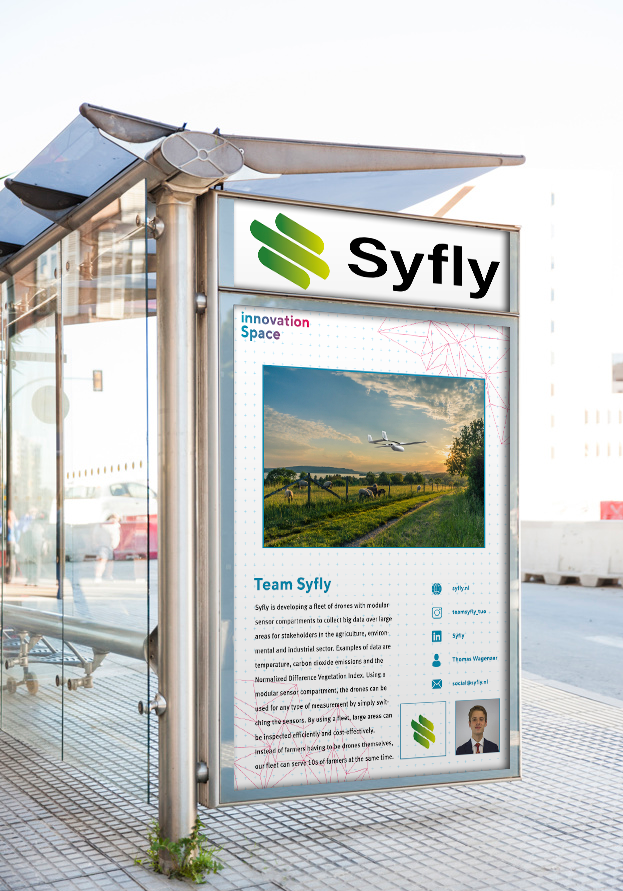 Syfly
innovation
Space
Team Syfly
Syfly is developing a fleet of drones with modular
sensor compartments to collect big data over large
areas for stakeholders in the agriculture, environ-
mental and industrial sector. Examples of data are
temperature, carbon dioxide emissions and the
Normalized Difference Vegetation Index. Using a
modular sensor compartment, the drones can be
used for any type of measurement by simply swit-
ching the sensors. By using a fleet, large areas can
be inspected efficiently and cost-effectively.
Instead of farmers having to be drones themselves,
our fleet can serve 10s of farmers at the same time.
syfly.nl
teamsyfly_tue
Syfly
Thomas Wagenaar
social@syfly.nl